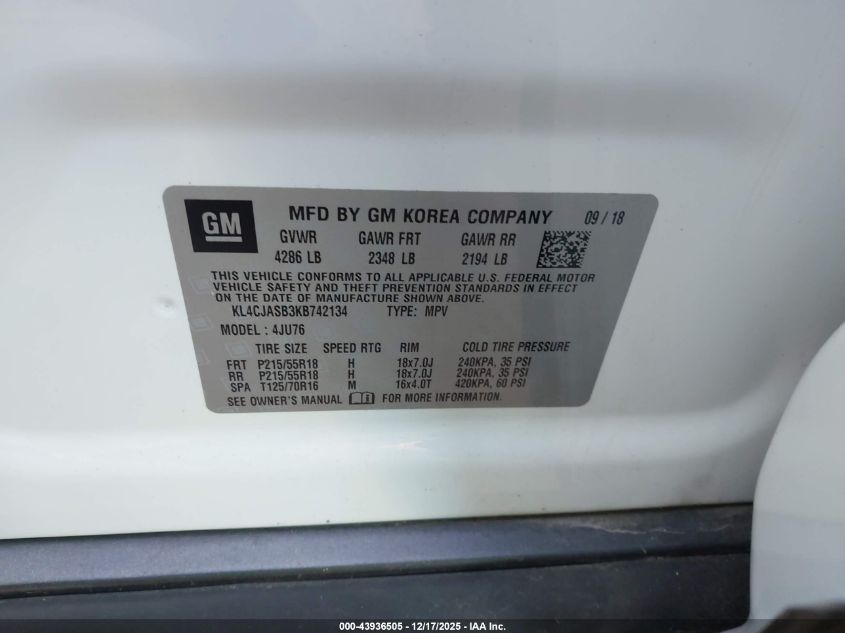 GM
MFD BY GM KOREA COMPANY 09 / 18
GVWR GAWR FRT GAWR RR
4286 LB 2348 LB 2194 LB
THIS VEHICLE CONFORMS TO ALL APPLICABLE U.S. FEDERAL MOTOR
VEHICLE SAFETY AND THEFT PREVENTION STANDARDS IN EFFECT
ON THE DATE OF MANUFACTURE SHOWN ABOVE.
KL4CJASB3KB742134 TYPE: MPV
MODEL : 4JU76
TIRE SIZE SPEED RTG RIM COLD TIRE PRESSURE
FRT P215/55R18 H 18x7.0J 240KPA, 35 PSI
RR P215/55R18 H 18x7.0J 240KPA, 35 PSI
SPA T125/70R16 M 16x4.0T 420KPA, 60 PSI
SEE OWNER'S MANUAL FOR MORE INFORMATION.
000-43936505 - 12/17/2025 - IAA Inc.